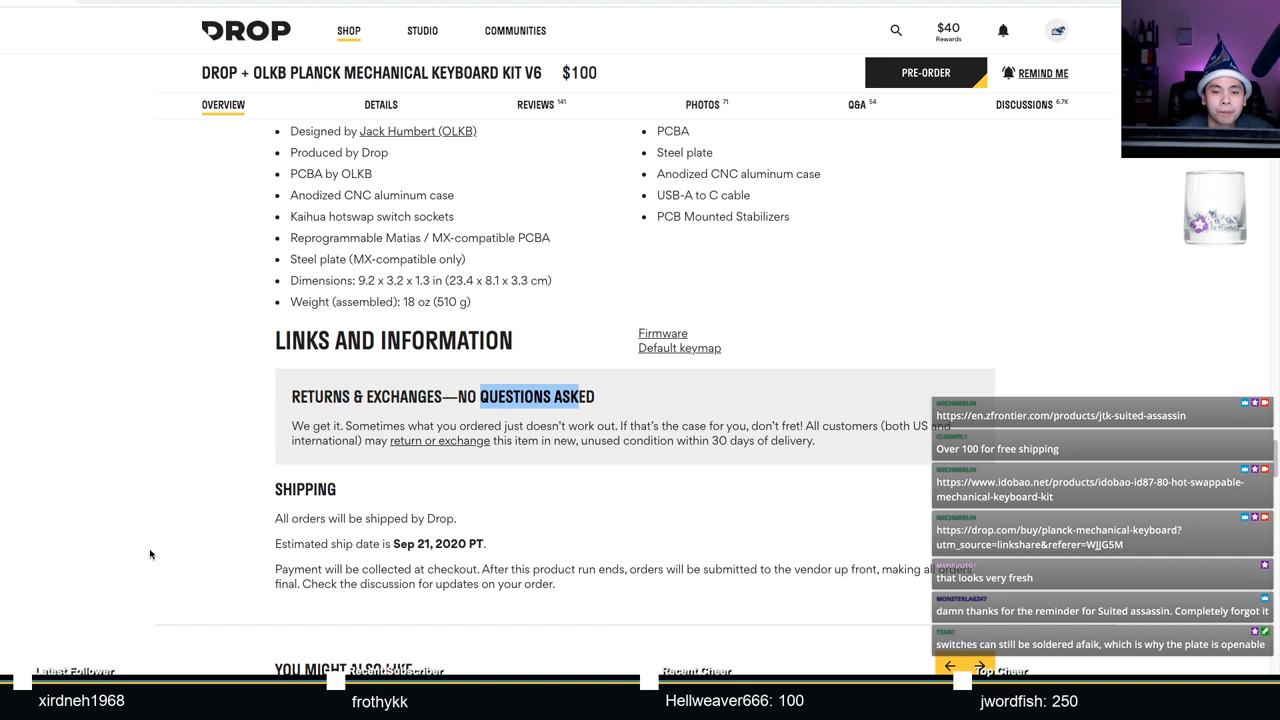 DROP
SHOP
STUDIO
COMMUNITIES
$40
Rewards
DROP + OLKB PLANCK MECHANICAL KEYBOARD KIT V6 $100
PRE-ORDER
REMIND ME
OVERVIEW
DETAILS
REVIEWS 141
PHOTOS 71
Q&A 54
DISCUSSIONS 6.7K
Designed by Jack Humbert (OLKB)
Produced by Drop
PCBA by OLKB
Anodized CNC aluminum case
Kaihua hotswap switch sockets
Reprogrammable Matias / MX-compatible PCBA
Steel plate (MX-compatible only)
Dimensions: 9.2 x 3.2 x 1.3 in (23.4 x 8.1 x 3.3 cm)
Weight (assembled): 18 oz (510 g)
PCBA
Steel plate
Anodized CNC aluminum case
USB-A to C cable
PCB Mounted Stabilizers
LINKS AND INFORMATION
Firmware
Default keymap
RETURNS & EXCHANGES—NO QUESTIONS ASKED
We get it. Sometimes what you ordered just doesn't work out. If that's the case for you, don't fret! All customers (both US and
international) may return or exchange this item in new, unused condition within 30 days of delivery.
SHIPPING
All orders will be shipped by Drop.
Estimated ship date is Sep 21, 2020 PT.
Payment will be collected at checkout. After this product run ends, orders will be submitted to the vendor up front, making all orders
final. Check the discussion for updates on your order.
YOU MIGHT ALSO LIKE
MECHMERLIN
https://en.zfrontier.com/products/jtk-suited-assassin
Over 100 for free shipping
MECHMERLIN
https://www.idobao.net/products/idobao-id87-80-hot-swappable-
mechanical-keyboard-kit
MECHMERLIN
https://drop.com/buy/planck-mechanical-keyboard?
utm_source=linkshare&referer=WJJG5M
that looks very fresh
MONSTERLAG247
damn thanks for the reminder for Suited assassin. Completely forgot it
switches can still be soldered afaik, which is why the plate is openable
Latest Follower
xirdneh1968
Recent Subscriber
frothykk
Recent Cheer
Hellweaver666: 100
Top Cheer
jwordfish: 250